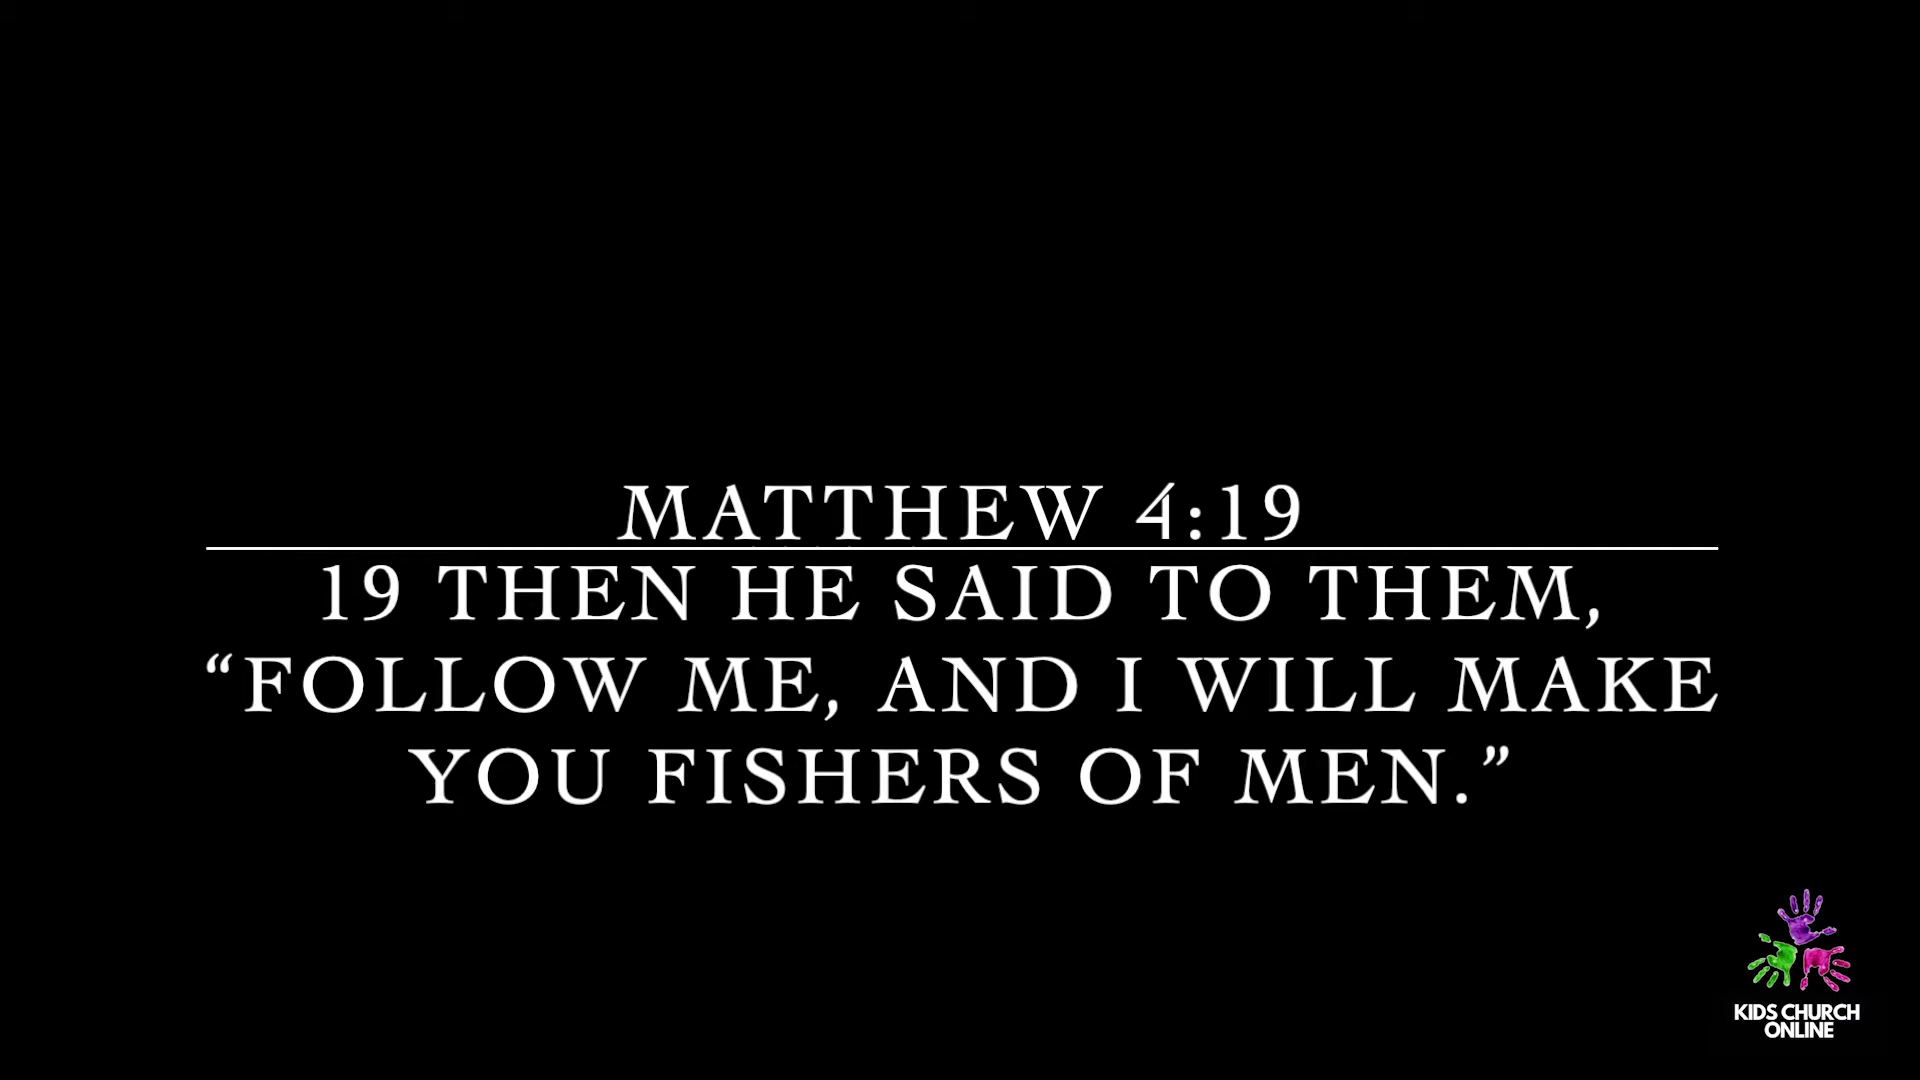 MATTHEW 4:19
19 THEN HE SAID TO THEM,
“FOLLOW ME, AND I WILL MAKE
YOU FISHERS OF MEN.”
KIDS CHURCH
ONLINE